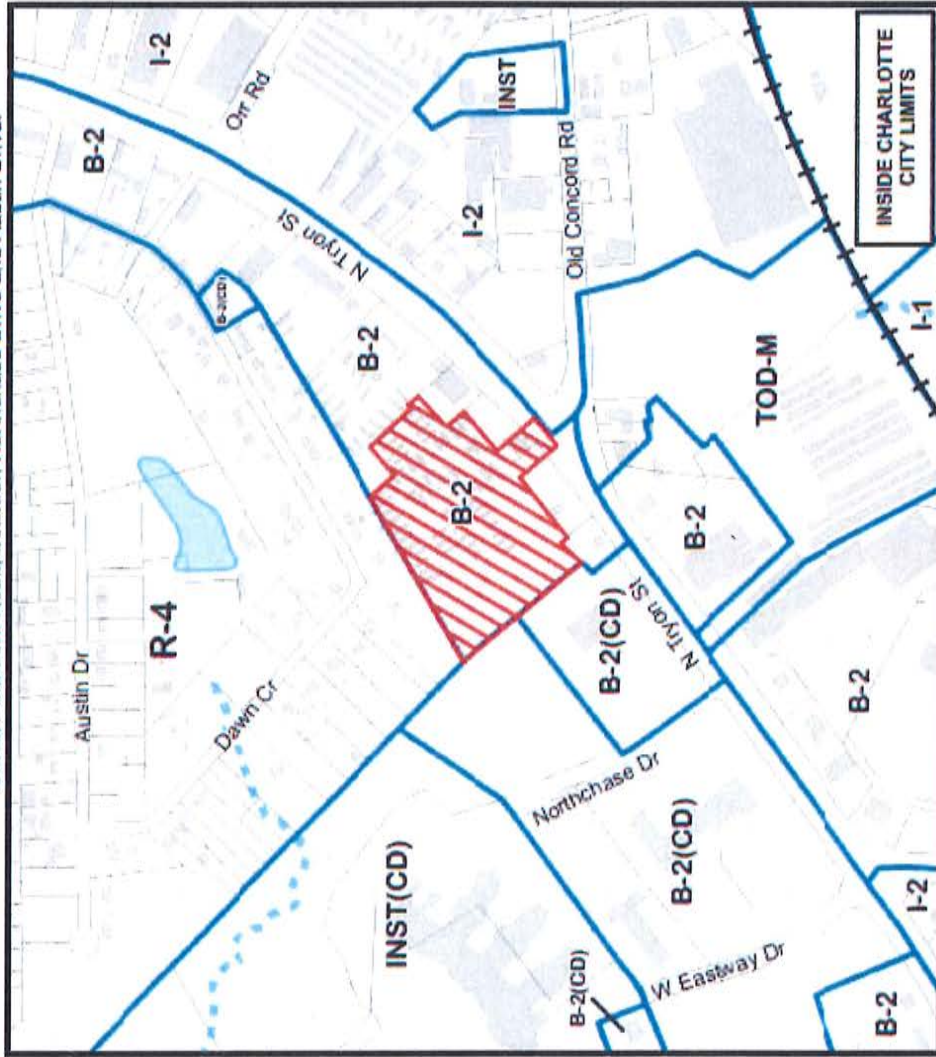 I-2
B-2
Orr Rd
INST
N Tryon St
I-2
B-2(CD)
Old Concord Rd
INSIDE CHARLOTTE
CITY LIMITS
B-2
I-1
TOD-M
B-2
Austin Dr
R-4
B-2
B-2(CD)
N Tryon St
Dawn Cr
B-2
Northchase Dr
INST(CD)
B-2(CD)
I-2
W Eastway Dr
B-2(CD)
B-2